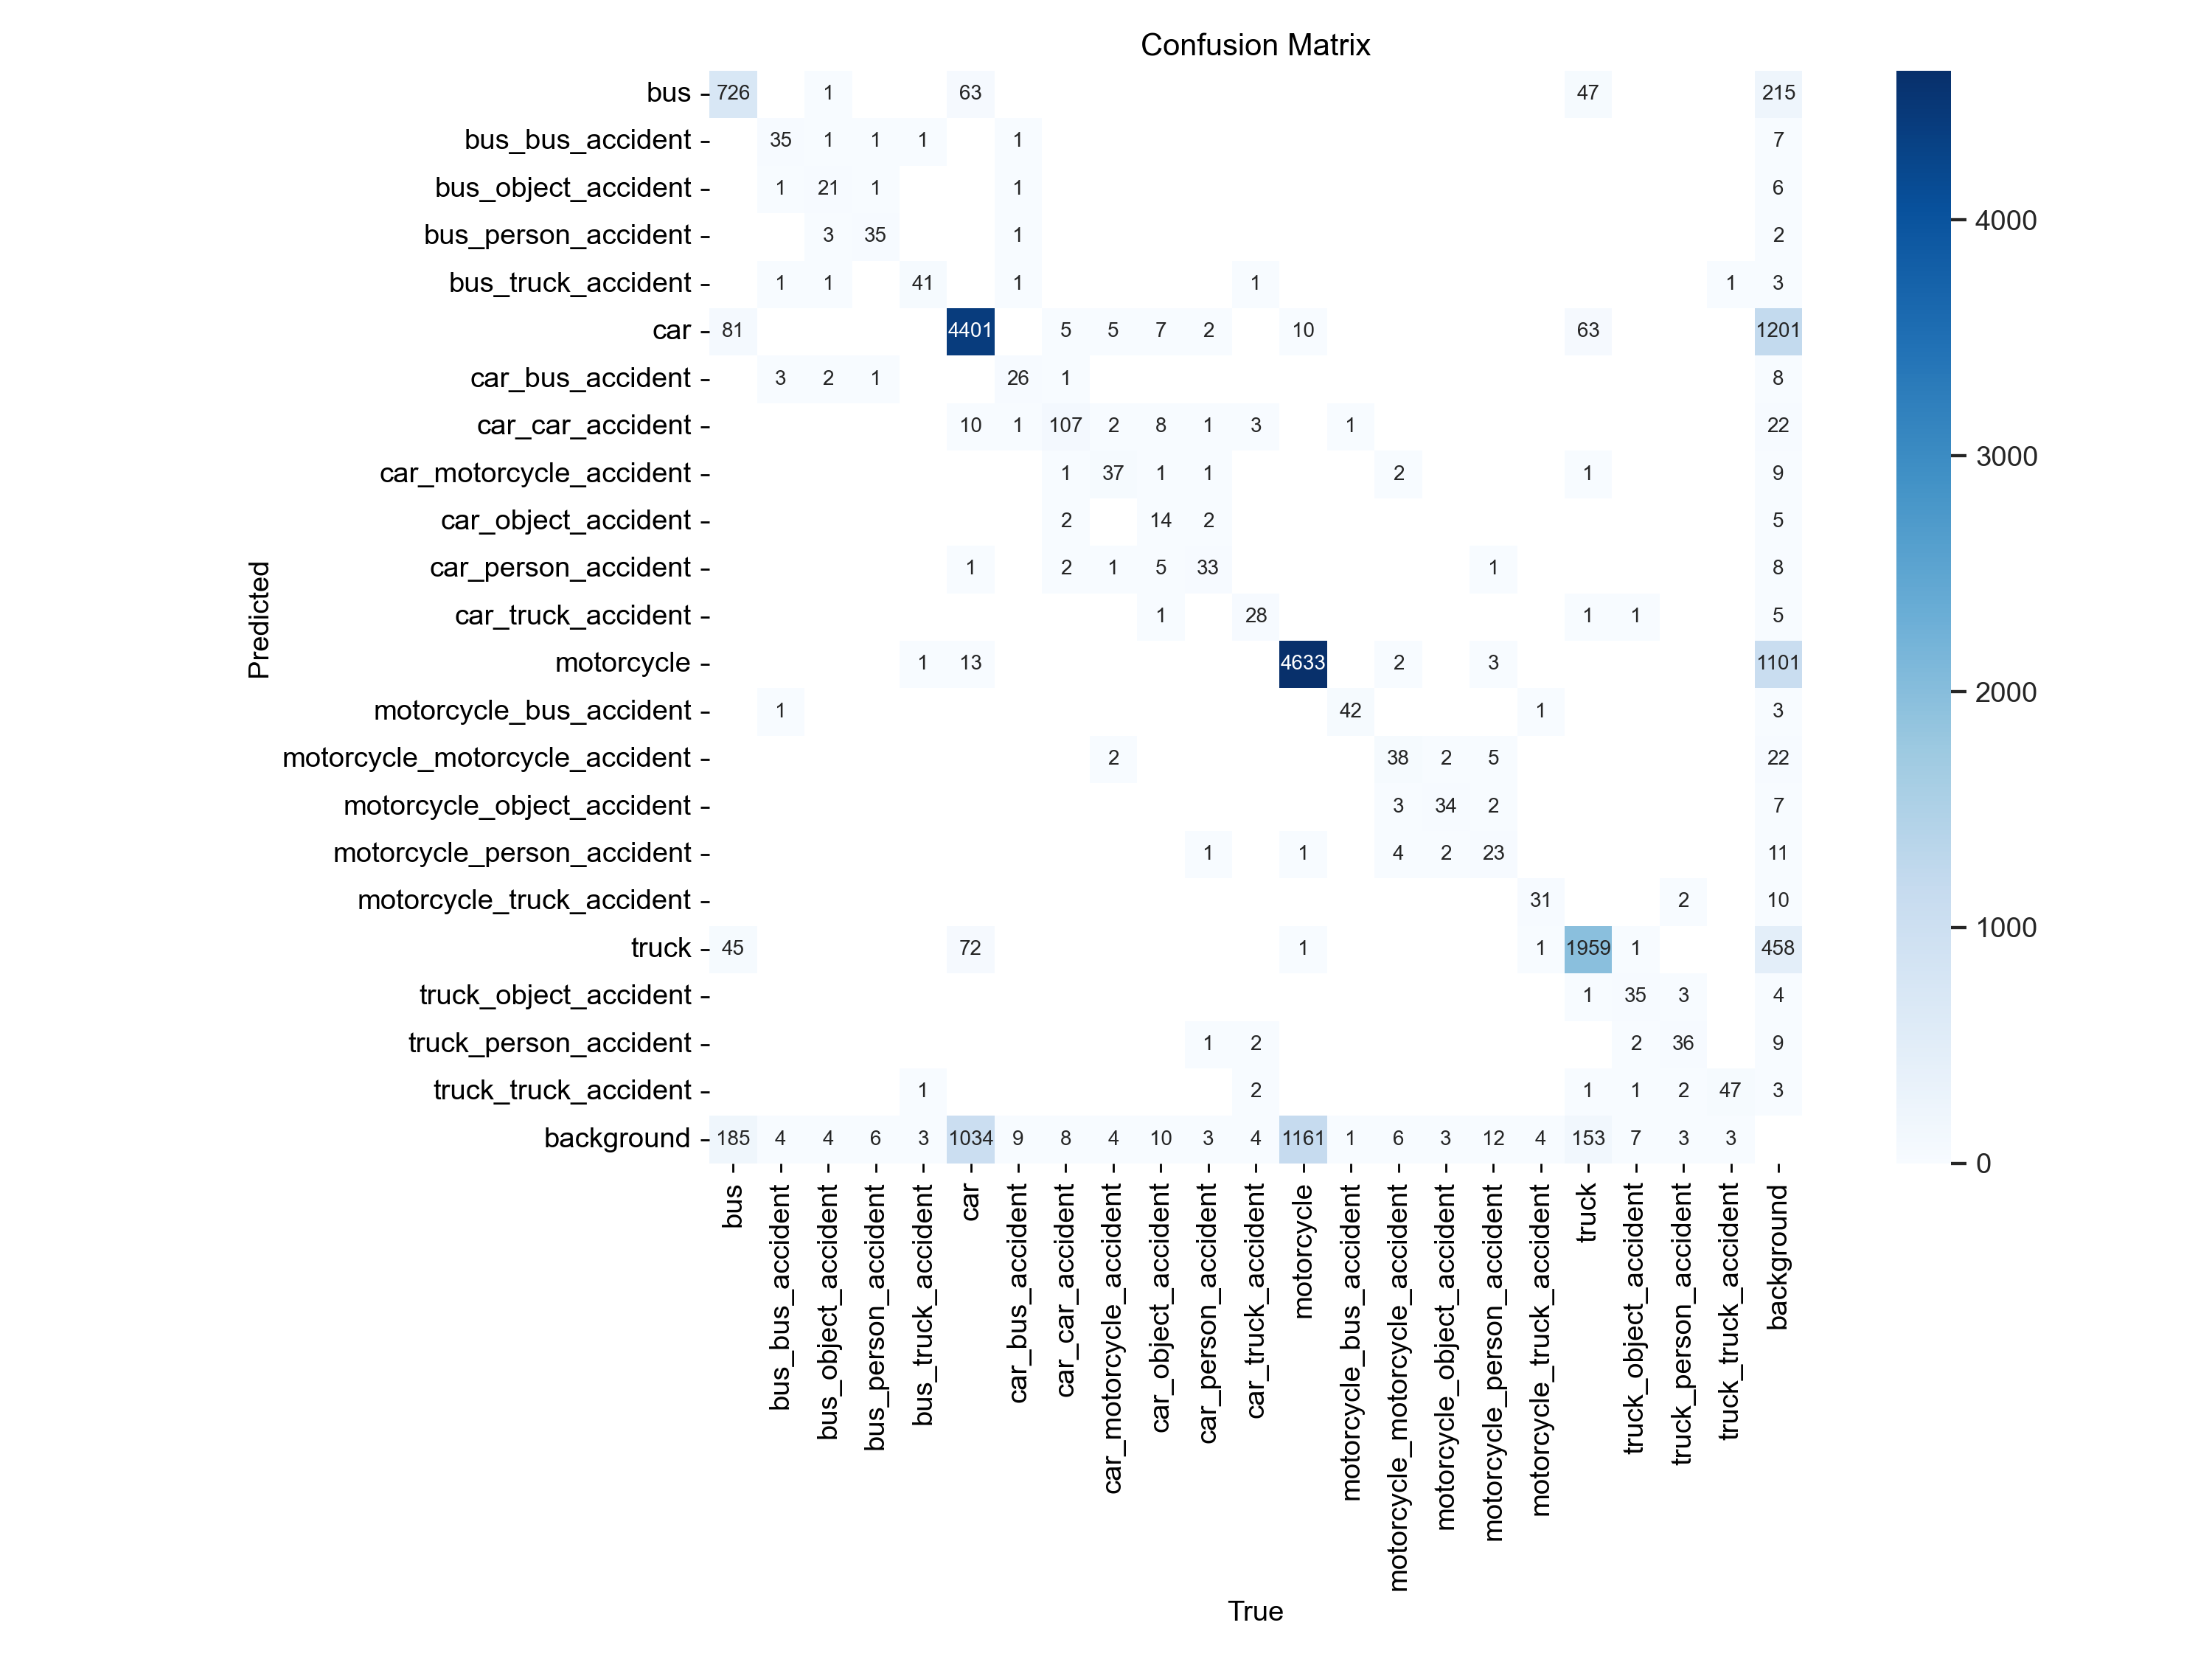 Confusion Matrix
bus 726 1 63 47 215
bus_bus_accident 35 1 1 1 1 7
bus_object_accident 1 21 1 1 6
bus_person_accident 3 35 1 2
4000
bus_truck_accident 1 1 41 1 1 1 3
car 81 4401 5 5 7 2 10 63 1201
car_bus_accident 3 2 1 26 1 8
car_car_accident 10 1 107 2 8 1 3 1 22
3000
car_motorcycle_accident 1 37 1 1 2 1 9
car_object_accident 2 14 2 5
car_person_accident 1 2 1 5 33 1 8
Predicted
car_truck_accident 1 28 1 1 5
motorcycle 1 13 4633 2 3 1101
2000
motorcycle_bus_accident 1 42 1 3
motorcycle_motorcycle_accident 2 38 2 5 22
motorcycle_object_accident 3 34 2 7
motorcycle_person_accident 1 1 4 2 23 11
motorcycle_truck_accident 31 2 10
1000
truck 45 72 1 1 1959 1 458
truck_object_accident 1 35 3 4
truck_person_accident 1 2 2 36 9
truck_truck_accident 1 2 1 1 2 47 3
background 185 4 4 6 3 1034 9 8 4 10 3 4 1161 1 6 3 12 4 153 7 3 3
0
bus
bus_bus_accident
bus_object_accident
bus_person_accident
bus_truck_accident
car
car_bus_accident
car_car_accident
car_motorcycle_accident
car_object_accident
car_person_accident
car_truck_accident
motorcycle
motorcycle_bus_accident
motorcycle_motorcycle_accident
motorcycle_object_accident
motorcycle_person_accident
motorcycle_truck_accident
truck
truck_object_accident
truck_person_accident
truck_truck_accident
background
True